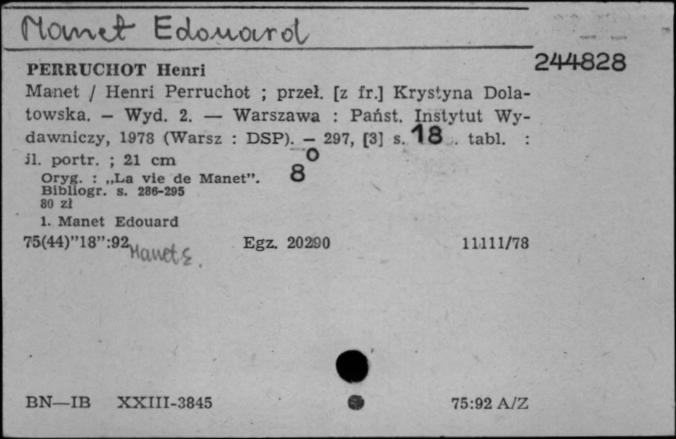 Manet Edouard
244828
PERRUCHOT Henri
Manet / Henri Perruchot ; przeł. [z fr.] Krystyna Dola-
towska. – Wyd. 2. — Warszawa : Państ. Instytut Wy-
dawniczy, 1978 (Warsz : DSP). – 297, [3] s. 18 . tabl. :
il. portr. ; 21 cm
8⁰
Oryg. : „La vie de Manet”.
Bibliogr. s. 286-295
80 zł
1. Manet Edouard
75(44)”18”:92 Manet E. Egz. 20290 11111/78
BN—IB XXIII-3845 75:92 A/Z